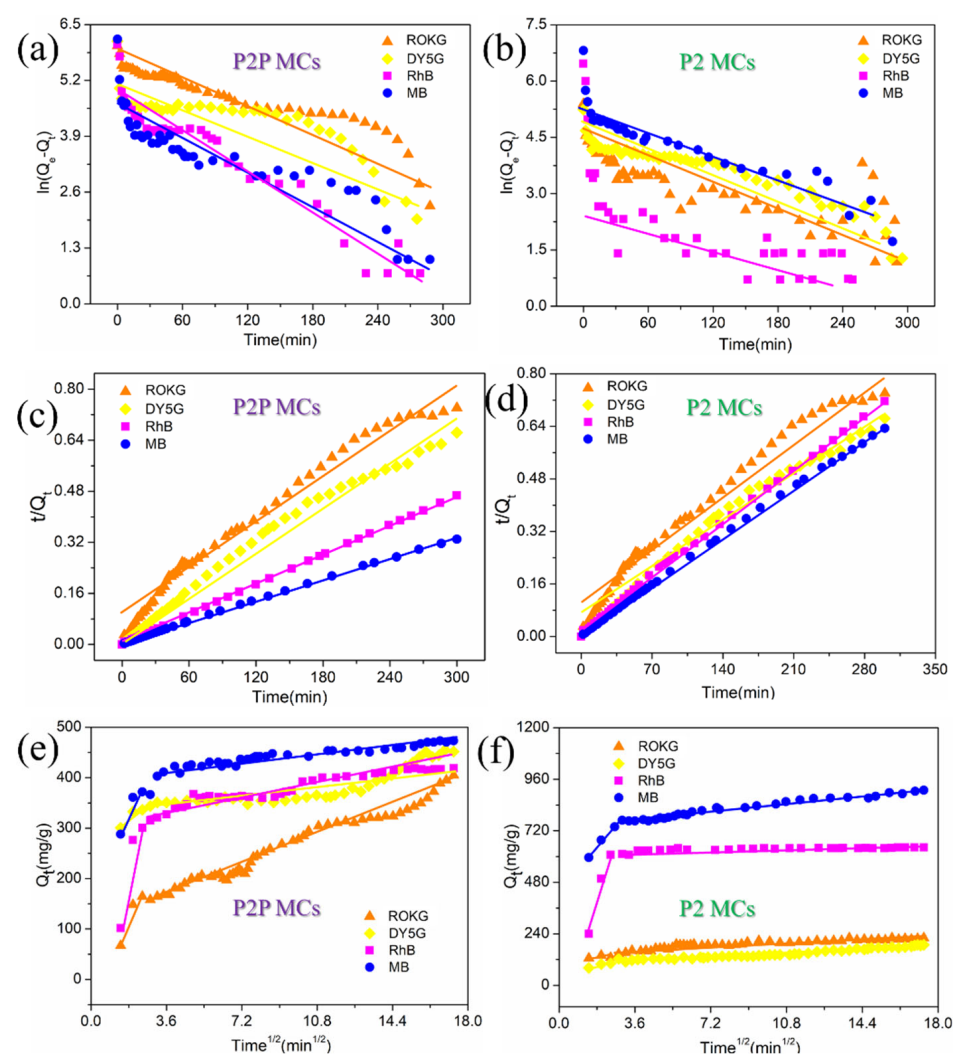 (a)
P2P MCs
ROKG
DY5G
RhB
MB
6.5
5.2
3.9
2.6
1.3
0.0
ln(Qe-Qt)
0 60 120 180 240 300
Time(min)
(b)
P2 MCs
ROKG
DY5G
RhB
MB
7.5
6.0
4.5
3.0
1.5
0.0
ln(Qe-Qt)
0 60 120 180 240 300
Time(min)
(c)
P2P MCs
ROKG
DY5G
RhB
MB
0.80
0.64
0.48
0.32
0.16
0.00
t/Qt
0 60 120 180 240 300
Time(min)
(d)
P2 MCs
ROKG
DY5G
RhB
MB
0.80
0.64
0.48
0.32
0.16
0.00
t/Qt
0 70 140 210 280 350
Time(min)
(e)
P2P MCs
ROKG
DY5G
RhB
MB
500
400
300
200
100
0
Qt(mg/g)
0.0 3.6 7.2 10.8 14.4 18.0
Time1/2(min1/2)
(f)
P2 MCs
ROKG
DY5G
RhB
MB
1200
960
720
480
240
0
Qt(mg/g)
0.0 3.6 7.2 10.8 14.4 18.0
Time1/2(min1/2)